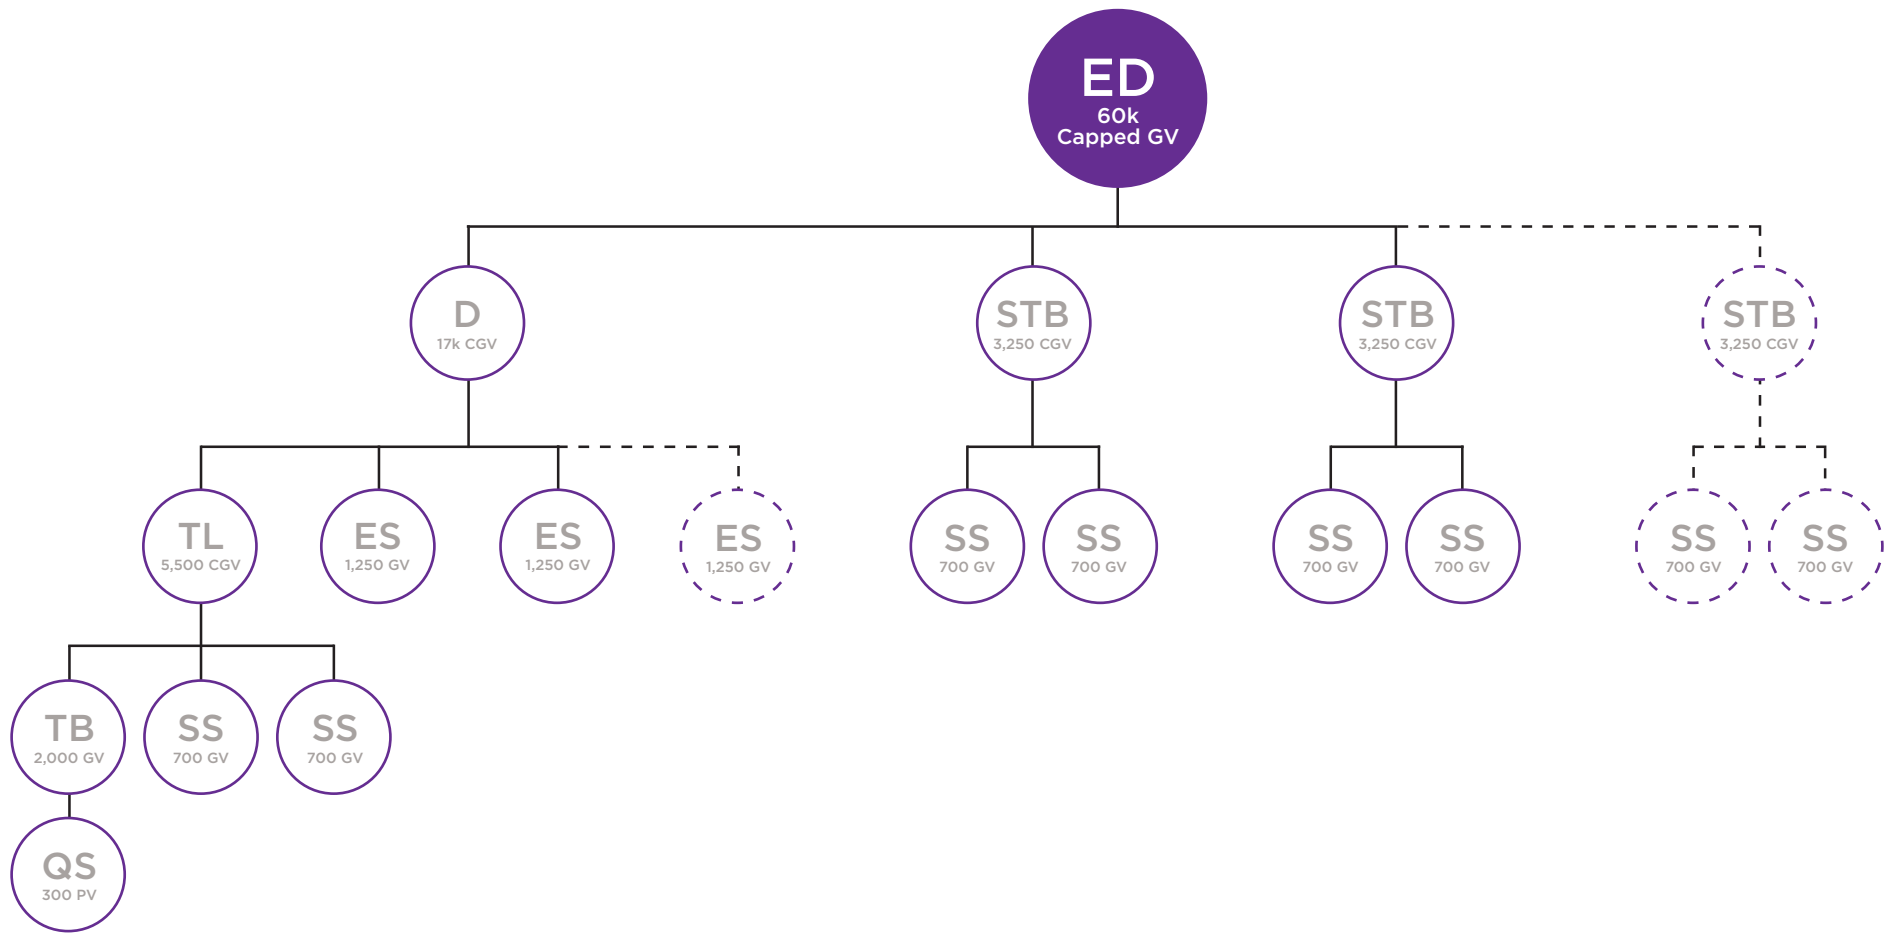 ED
60k
Capped GV
D
17k CGV
STB
3,250 CGV
STB
3,250 CGV
STB
3,250 CGV
TL
5,500 CGV
ES
1,250 GV
ES
1,250 GV
ES
1,250 GV
SS
700 GV
SS
700 GV
SS
700 GV
SS
700 GV
SS
700 GV
SS
700 GV
TB
2,000 GV
SS
700 GV
SS
700 GV
QS
300 PV